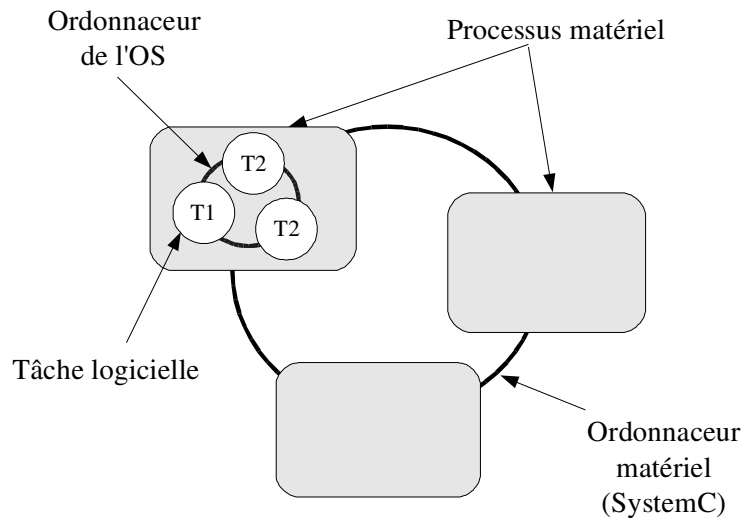 Ordonnaceur
de l'OS
Processus matériel
T2
T1
T2
Tâche logicielle
Ordonnaceur
matériel
(SystemC)